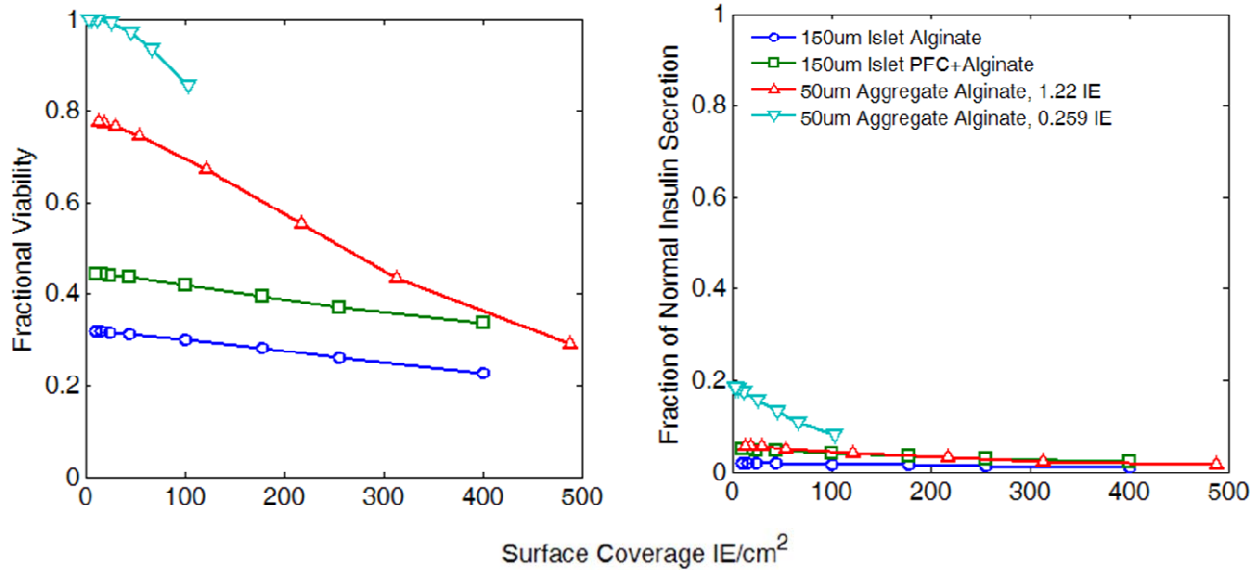 1
0.8
0.6
0.4
0.2
0
Fractional Viability
0 100 200 300 400 500
1
0.8
0.6
0.4
0.2
0
Fraction of Normal Insulin Secretion
150um Islet Alginate
150um Islet PFC+Alginate
50um Aggregate Alginate, 1.22 IE
50um Aggregate Alginate, 0.259 IE
0 100 200 300 400 500
Surface Coverage IE/cm²